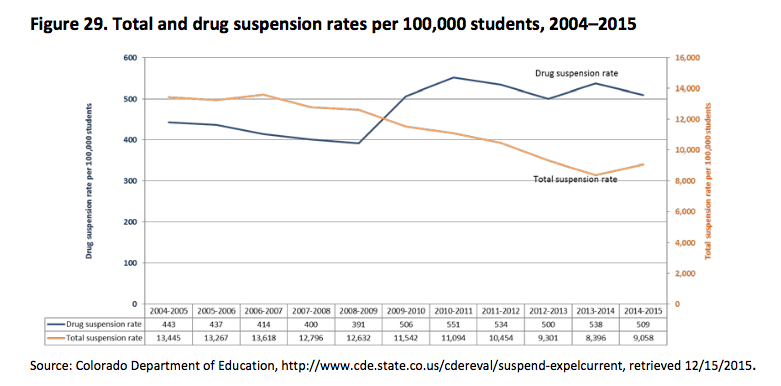 Figure 29. Total and drug suspension rates per 100,000 students, 2004–2015
600
500
400
300
200
100
0
Drug suspension rate per 100,000 students
16,000
14,000
12,000
10,000
8,000
6,000
4,000
2,000
0
Total suspension rate per 100,000 students
Drug suspension rate
Total suspension rate
2004-2005 2005-2006 2006-2007 2007-2008 2008-2009 2009-2010 2010-2011 2011-2012 2012-2013 2013-2014 2014-2015
Drug suspension rate 443 437 414 400 391 506 551 534 500 538 509
Total suspension rate 13,445 13,267 13,618 12,796 12,632 11,542 11,094 10,454 9,301 8,396 9,058
Source: Colorado Department of Education, http://www.cde.state.co.us/cdereval/suspend-expelcurrent, retrieved 12/15/2015.